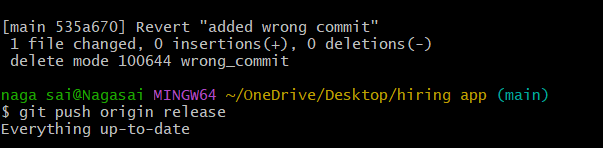 [main 535a670] Revert "added wrong commit"
1 file changed, 0 insertions(+), 0 deletions(-)
delete mode 100644 wrong_commit
naga sai@Nagasai MINGW64 ~/OneDrive/Desktop/hiring app (main)
$ git push origin release
Everything up-to-date